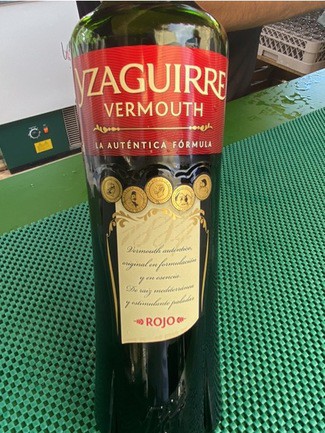 YZAGUIRRE
VERMOUTH
LA AUTÉNTICA FÓRMULA
Vermouth auténtico,
original en formulación
y en esencia.
De raíz mediterránea
y estimulante paladar
ROJO